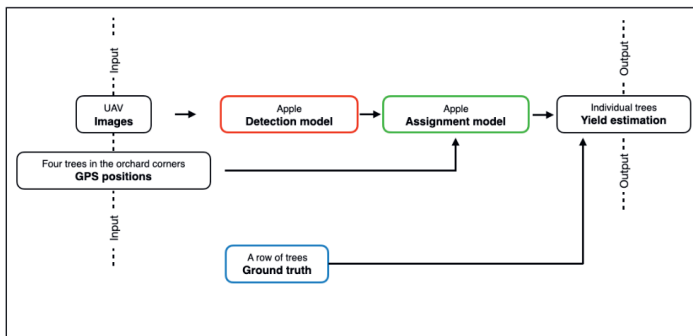 Input
Output
UAV
Images
Apple
Detection model
Apple
Assignment model
Individual trees
Yield estimation
Four trees in the orchard corners
GPS positions
Input
Output
A row of trees
Ground truth